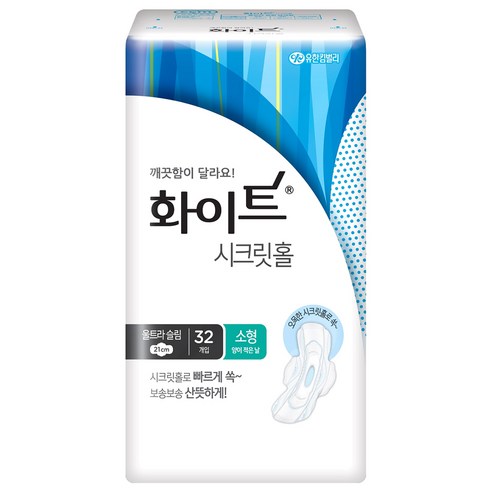 유한킴벌리
깨끗함이 달라요!
화이트®
시크릿홀
울트라 슬림
21cm
32
개입
소형
양이 적은 날
오목한 시크릿홀로 쏙~
시크릿홀로 빠르게 쏙~
보송보송 산뜻하게!